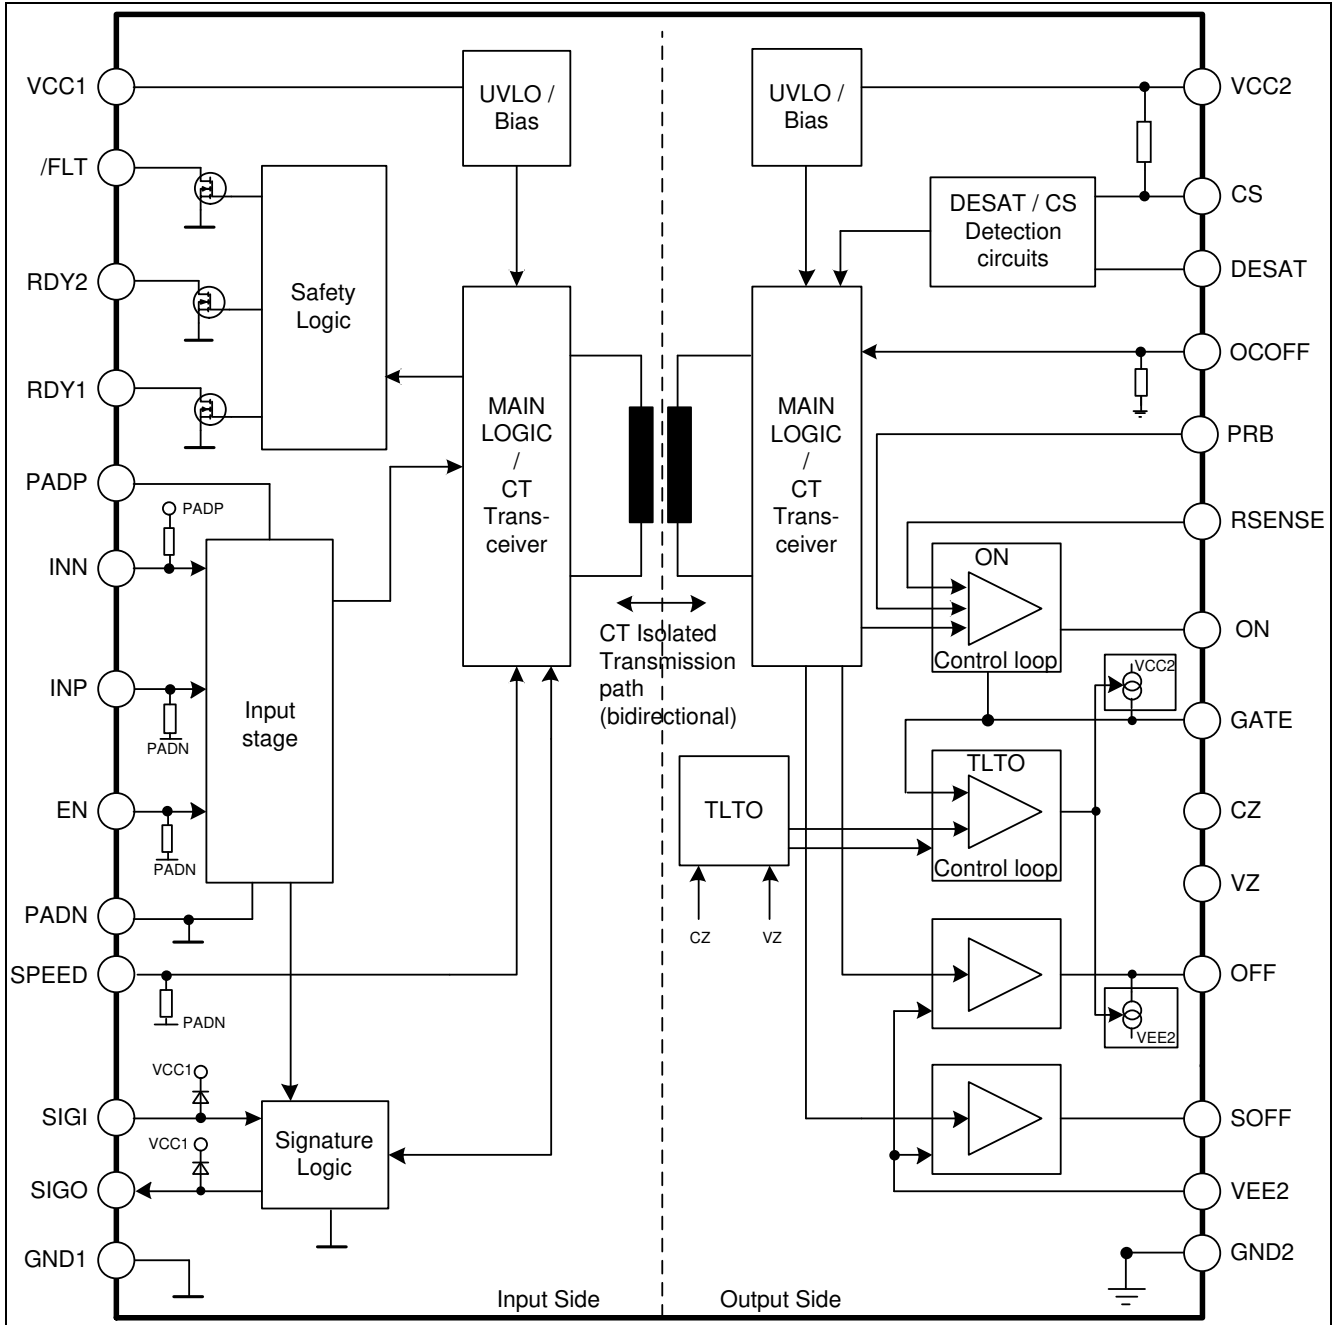 VCC1
/FLT
RDY2
RDY1
PADP
INN
INP
EN
PADN
SPEED
SIGI
SIGO
GND1
UVLO /
Bias
Safety
Logic
MAIN
LOGIC
/
CT
Trans-
ceiver
PADP
PADN
PADN
PADN
Input
stage
VCC1
VCC1
Signature
Logic
Input Side
CT Isolated
Transmission
path
(bidirectional)
UVLO /
Bias
DESAT / CS
Detection
circuits
MAIN
LOGIC
/
CT
Trans-
ceiver
ON
Control loop
VCC2
TLTO
TLTO
Control loop
CZ
VZ
VEE2
Output Side
VCC2
CS
DESAT
OCOFF
PRB
RSENSE
ON
GATE
CZ
VZ
OFF
SOFF
VEE2
GND2